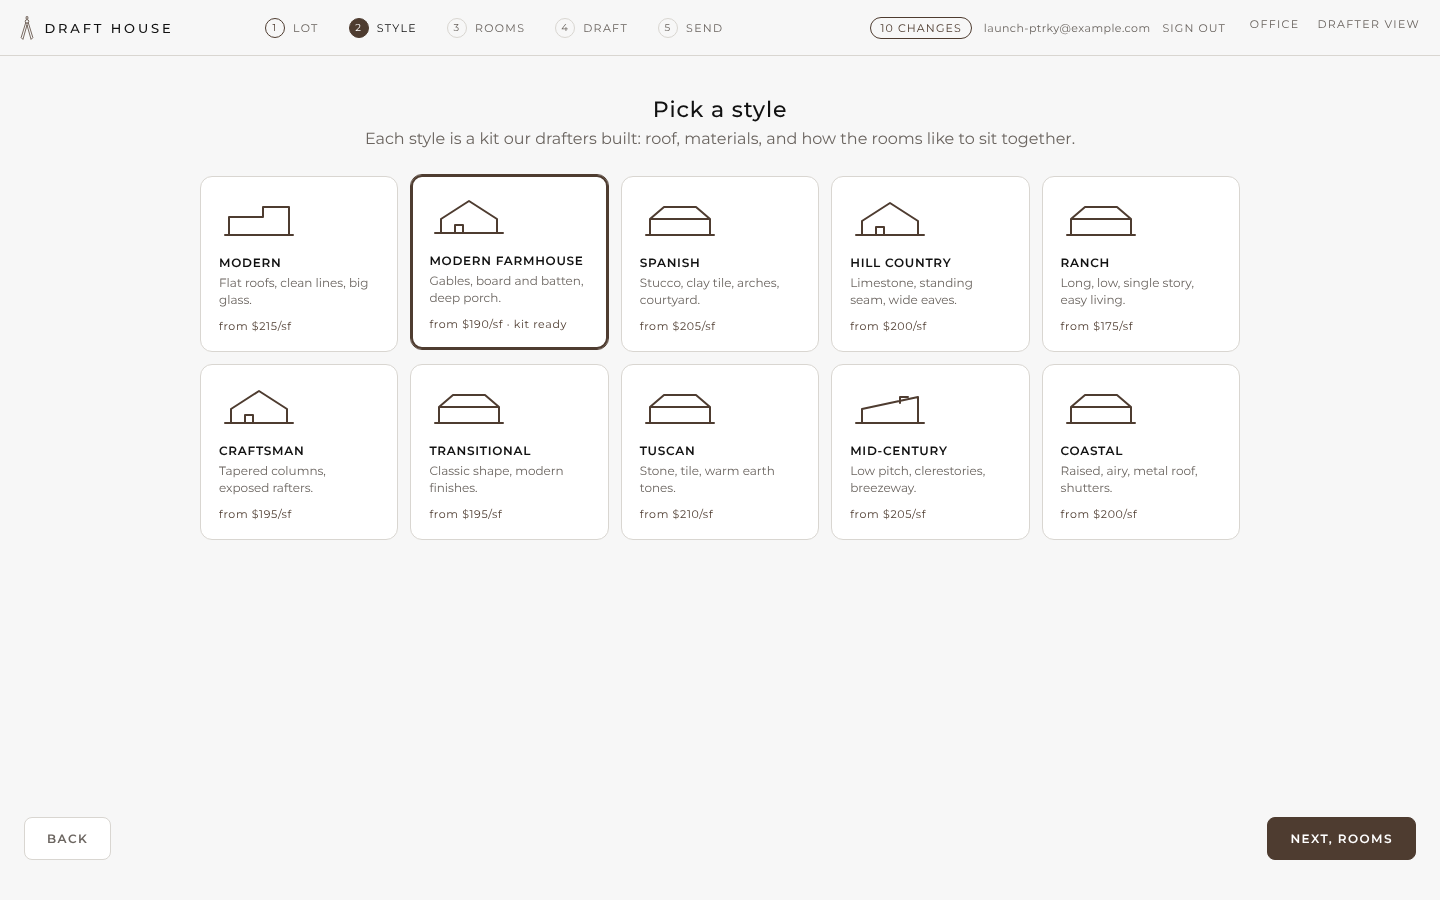 DRAFT HOUSE
1 LOT
2 STYLE
3 ROOMS
4 DRAFT
5 SEND
10 CHANGES
launch-ptrky@example.com
SIGN OUT
OFFICE
DRAFTER VIEW
Pick a style
Each style is a kit our drafters built: roof, materials, and how the rooms like to sit together.
MODERN
Flat roofs, clean lines, big
glass.
from $215/sf
MODERN FARMHOUSE
Gables, board and batten,
deep porch.
from $190/sf · kit ready
SPANISH
Stucco, clay tile, arches,
courtyard.
from $205/sf
HILL COUNTRY
Limestone, standing
seam, wide eaves.
from $200/sf
RANCH
Long, low, single story,
easy living.
from $175/sf
CRAFTSMAN
Tapered columns,
exposed rafters.
from $195/sf
TRANSITIONAL
Classic shape, modern
finishes.
from $195/sf
TUSCAN
Stone, tile, warm earth
tones.
from $210/sf
MID-CENTURY
Low pitch, clerestories,
breezeway.
from $205/sf
COASTAL
Raised, airy, metal roof,
shutters.
from $200/sf
BACK
NEXT, ROOMS